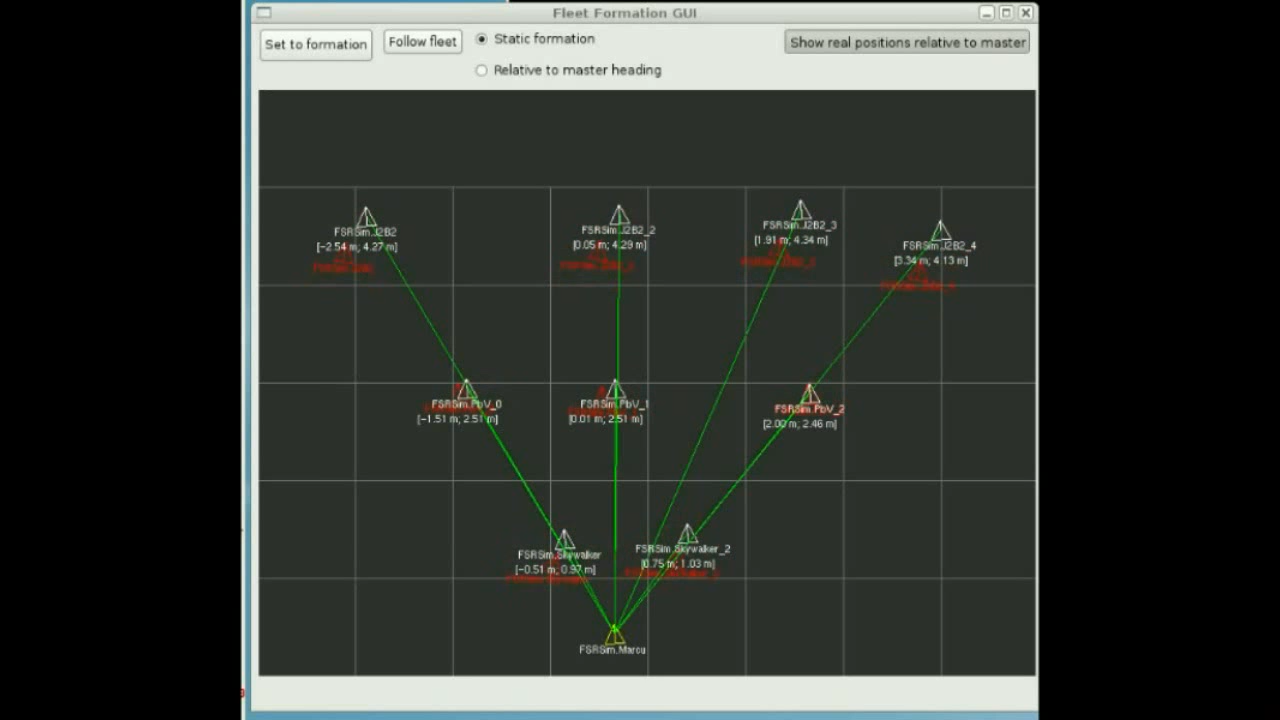 Fleet Formation GUI
Set to formation
Follow fleet
Static formation
Relative to master heading
Show real positions relative to master
FSRSim.J2B2
[-2.54 m; 4.27 m]
FSRSim.J2B2_2
[0.05 m; 4.29 m]
FSRSim.J2B2_3
[1.91 m; 4.34 m]
FSRSim.J2B2_4
[3.34 m; 4.13 m]
FSRSim.PbV_0
[-1.51 m; 2.51 m]
FSRSim.PbV_1
[0.01 m; 2.51 m]
FSRSim.PbV_2
[2.00 m; 2.46 m]
FSRSim.Skywalker
[-0.51 m; 0.97 m]
FSRSim.Skywalker_2
[0.75 m; 1.03 m]
FSRSim.Marcu